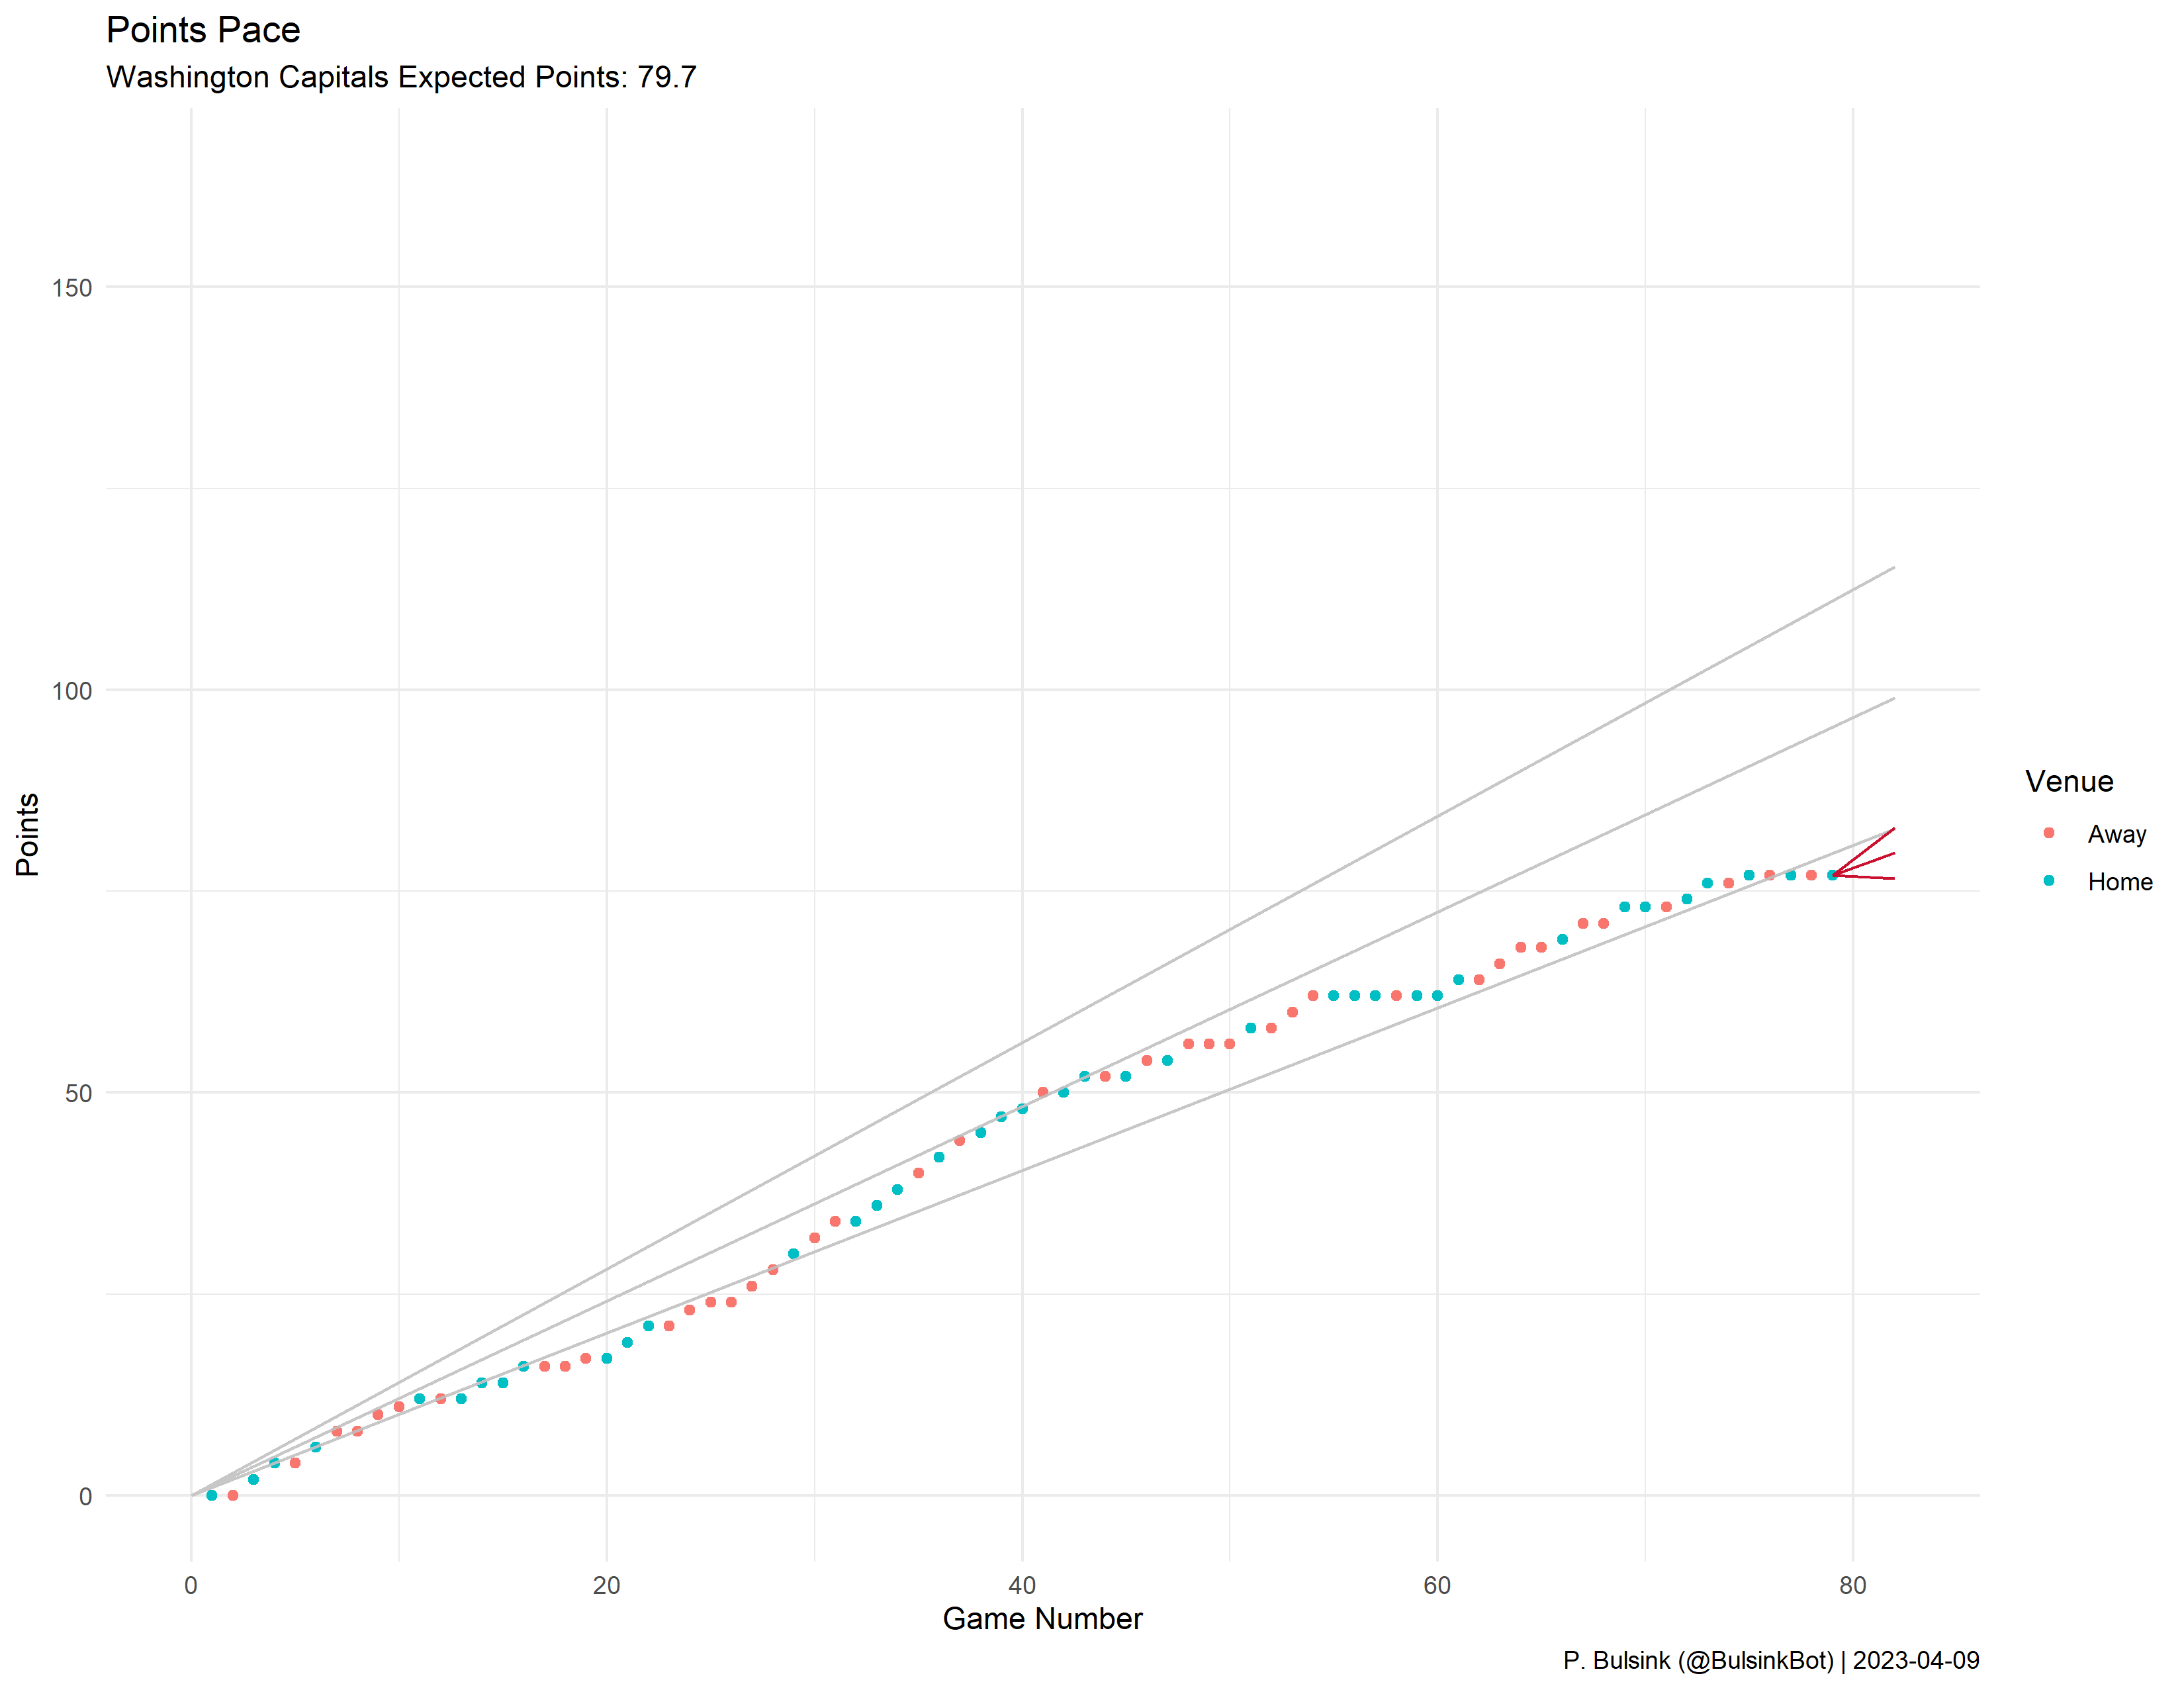 Points Pace
Washington Capitals Expected Points: 79.7
150
100
50
0
Points
0 20 40 60 80
Game Number
Venue
Away
Home
P. Bulsink (@BulsinkBot) | 2023-04-09